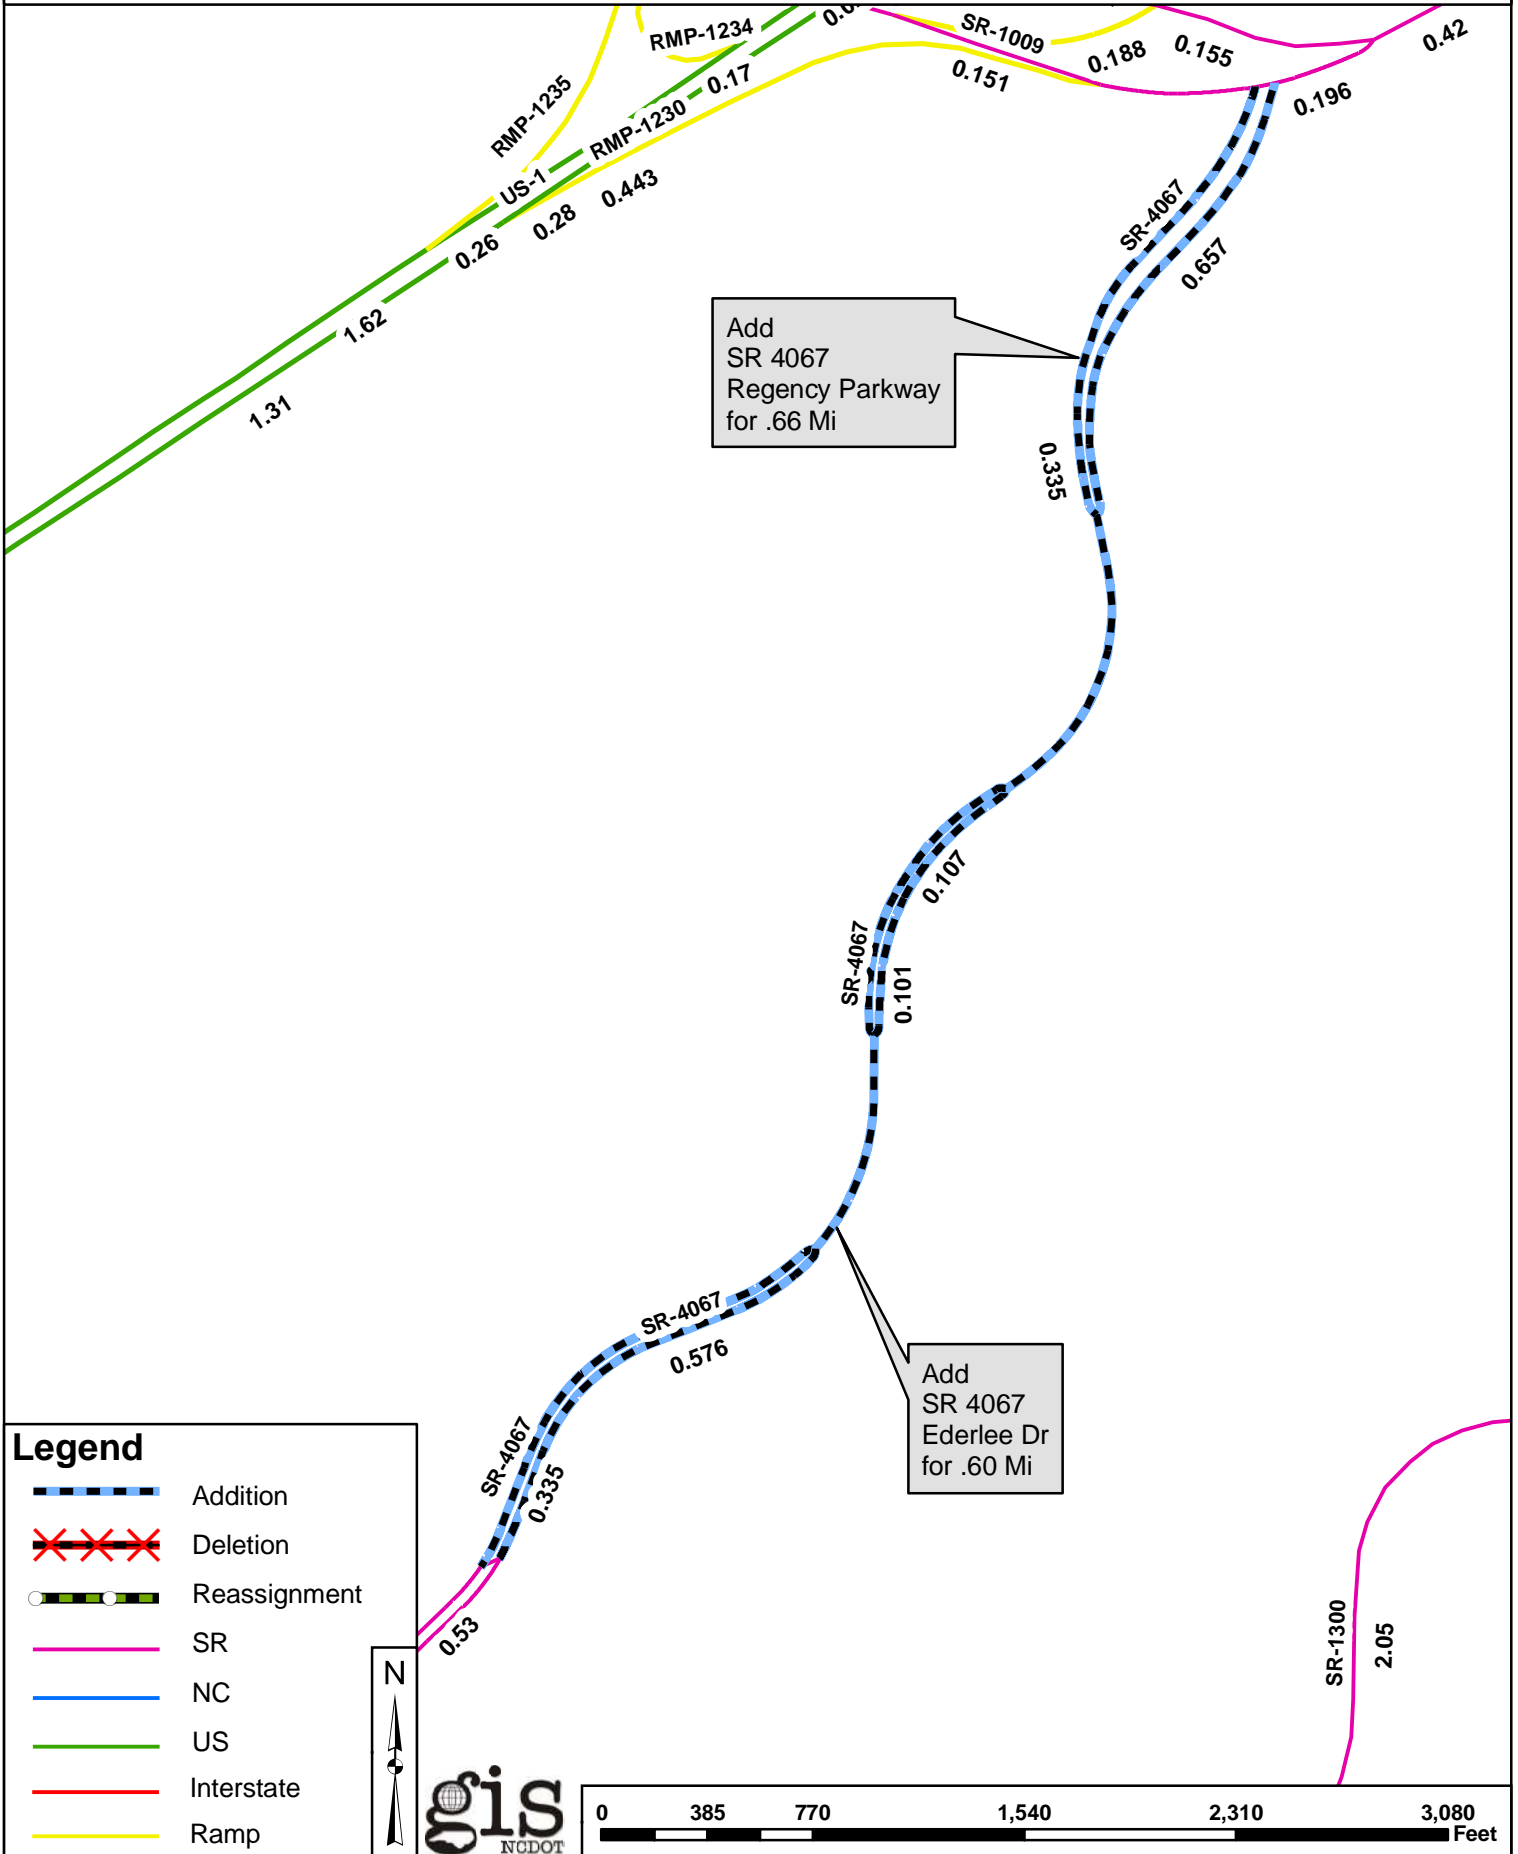 RMP-1234
SR-1009
0.42
0.188
0.155
0.151
0.17
0.196
RMP-1235
RMP-1230
US-1
0.443
0.28
0.26
SR-4067
0.657
1.62
1.31
Add
SR 4067
Regency Parkway
for .66 Mi
0.335
0.107
SR-4067
0.101
SR-4067
0.576
Add
SR 4067
Ederlee Dr
for .60 Mi
SR-4067
0.335
0.53
SR-1300
2.05
Legend
Addition
Deletion
Reassignment
SR
NC
US
Interstate
Ramp
N
gis
NCDOT
0 385 770 1,540 2,310 3,080
Feet